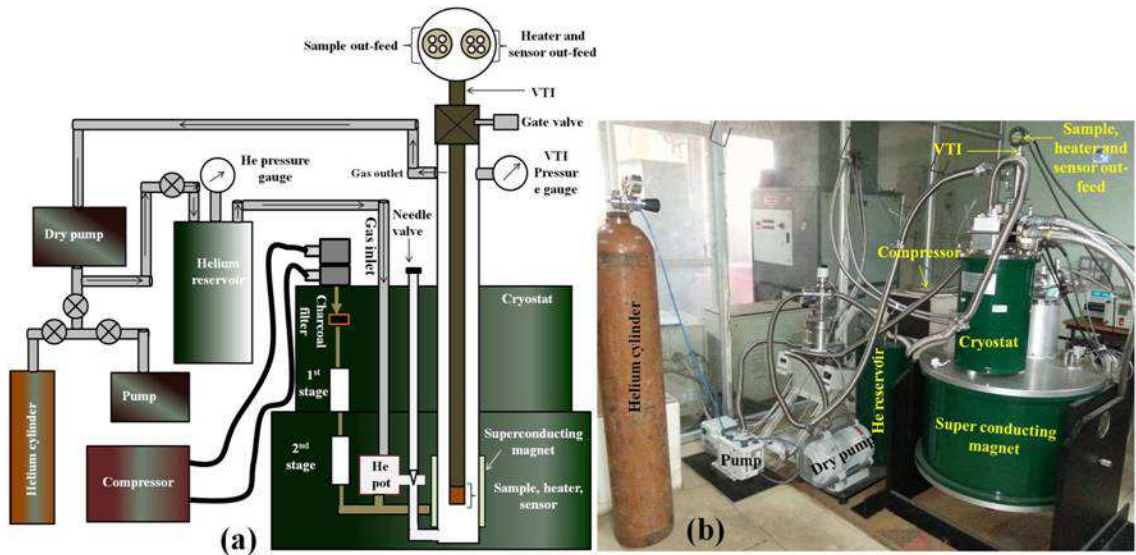 Sample out-feed
Heater and
sensor out-feed
VTI
Gate valve
VTI
Pressur
e gauge
Gas outlet
He pressure
gauge
Needle
valve
Dry pump
Helium
reservoir
Gas inlet
Cryostat
Charcoal
filter
1st
stage
2nd
stage
Helium cylinder
Pump
Compressor
He
pot
Superconducting
magnet
Sample, heater,
sensor
(a)
Sample,
heater and
sensor out-
feed
VTI
Compressor
Helium cylinder
Cryostat
He reservoir
Super conducting
magnet
Pump
Dry pump
(b)